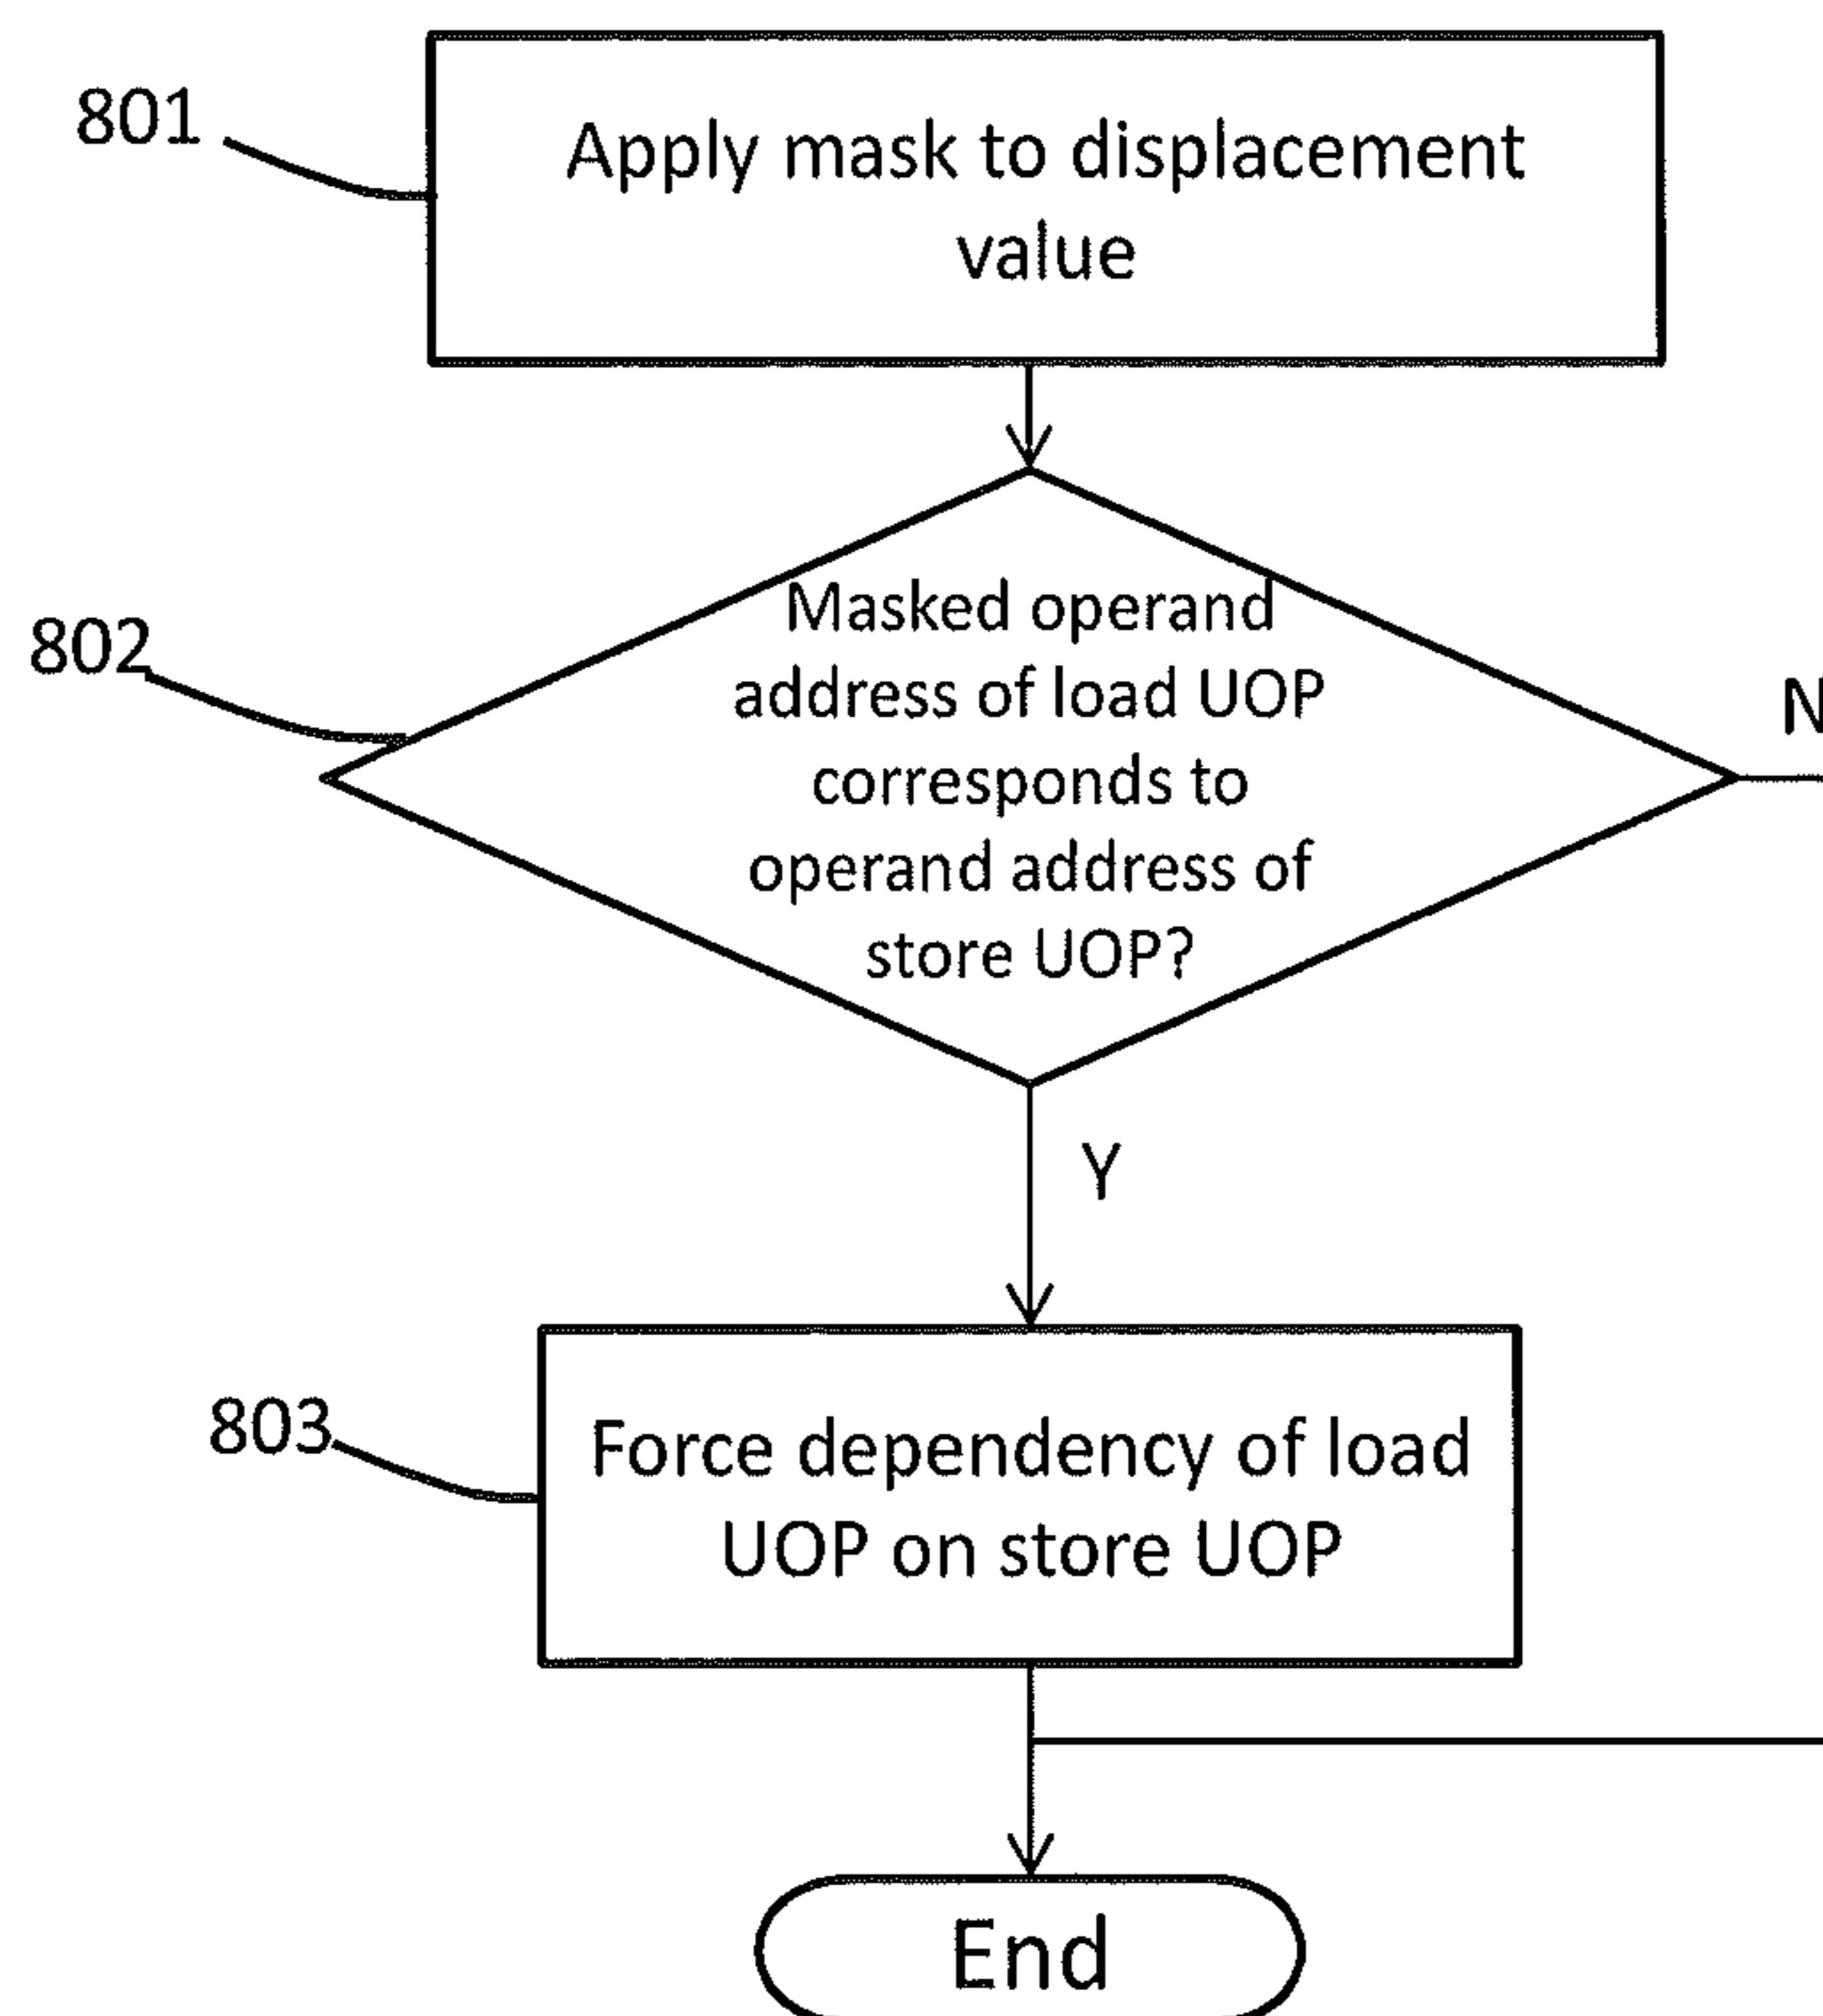 801
Apply mask to displacement
value
802
Masked operand
address of load UOP
corresponds to
operand address of
store UOP?
N
Y
803
Force dependency of load
UOP on store UOP
End